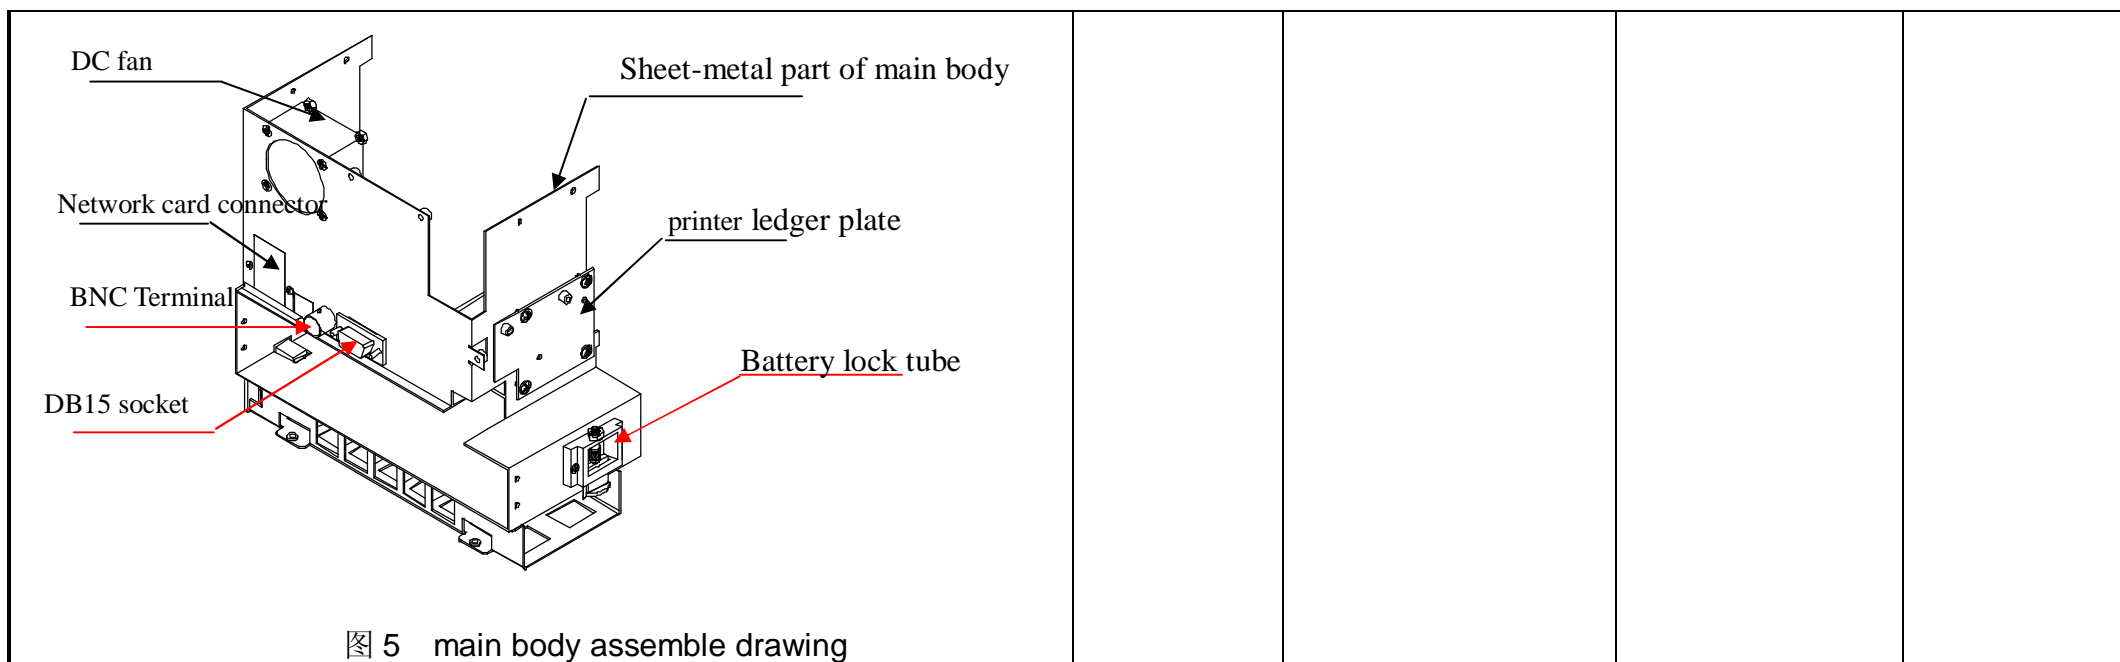 DC fan
Sheet-metal part of main body
Network card connector
printer ledger plate
BNC Terminal
Battery lock tube
DB15 socket
图 5 main body assemble drawing